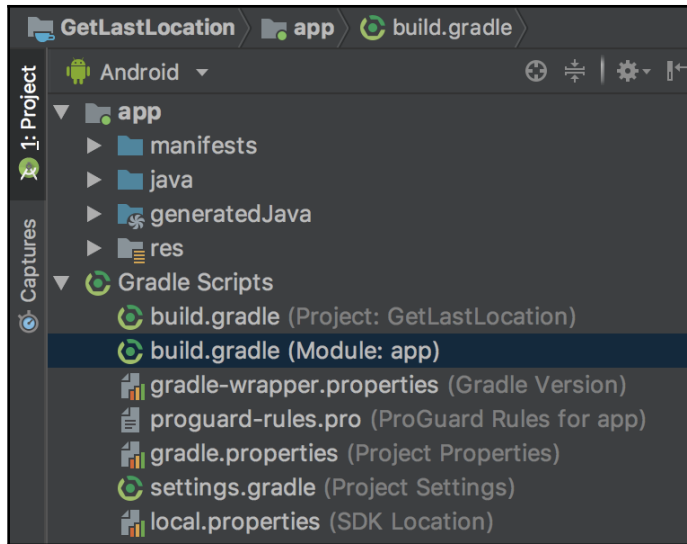 GetLastLocation app build.gradle
1: Project
Captures
Android
app
manifests
java
generatedJava
res
Gradle Scripts
build.gradle (Project: GetLastLocation)
build.gradle (Module: app)
gradle-wrapper.properties (Gradle Version)
proguard-rules.pro (ProGuard Rules for app)
gradle.properties (Project Properties)
settings.gradle (Project Settings)
local.properties (SDK Location)